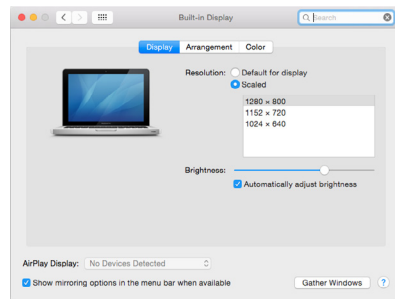 Built-in Display
Search
Display Arrangement Color
Resolution: Default for display
Scaled
1280 × 800
1152 × 720
1024 × 640
Brightness:
Automatically adjust brightness
AirPlay Display: No Devices Detected
Show mirroring options in the menu bar when available
Gather Windows ?